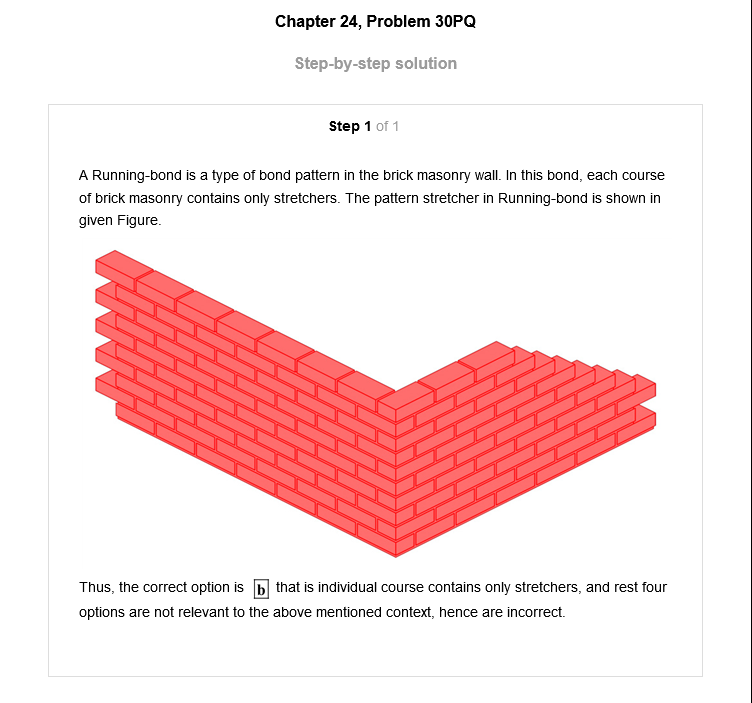 Chapter 24, Problem 30PQ
Step-by-step solution
Step 1 of 1
A Running-bond is a type of bond pattern in the brick masonry wall. In this bond, each course
of brick masonry contains only stretchers. The pattern stretcher in Running-bond is shown in
given Figure.
Thus, the correct option is b that is individual course contains only stretchers, and rest four
options are not relevant to the above mentioned context, hence are incorrect.